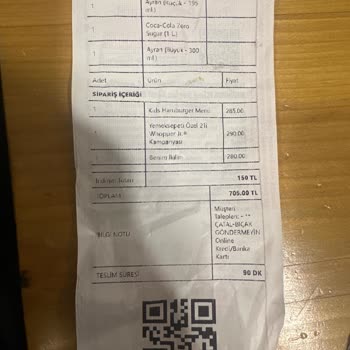 1 Ayran (Küçük - 195
ml.)
1 Coca-Cola Zero
Sugar (1 L.)
1 Ayran (Büyük - 300
ml.)
Adet Ürün Fiyat
SİPARİŞ İÇERİĞİ
1 Kids Hamburger Menü 285.00
1 Yemeksepeti Özel 2'li
Whopper Jr.®
Kampanyası 290.00
1 Benim İkilim 280.00
İndirim Tutarı 150 TL
TOPLAM 705.00 TL
BİLGİ NOTU Müşteri
Talepleri: - **
ÇATAL-BIÇAK
GÖNDERMEYİN
Online
Kredi/Banka
Kartı
TESLİM SÜRESİ 90 DK